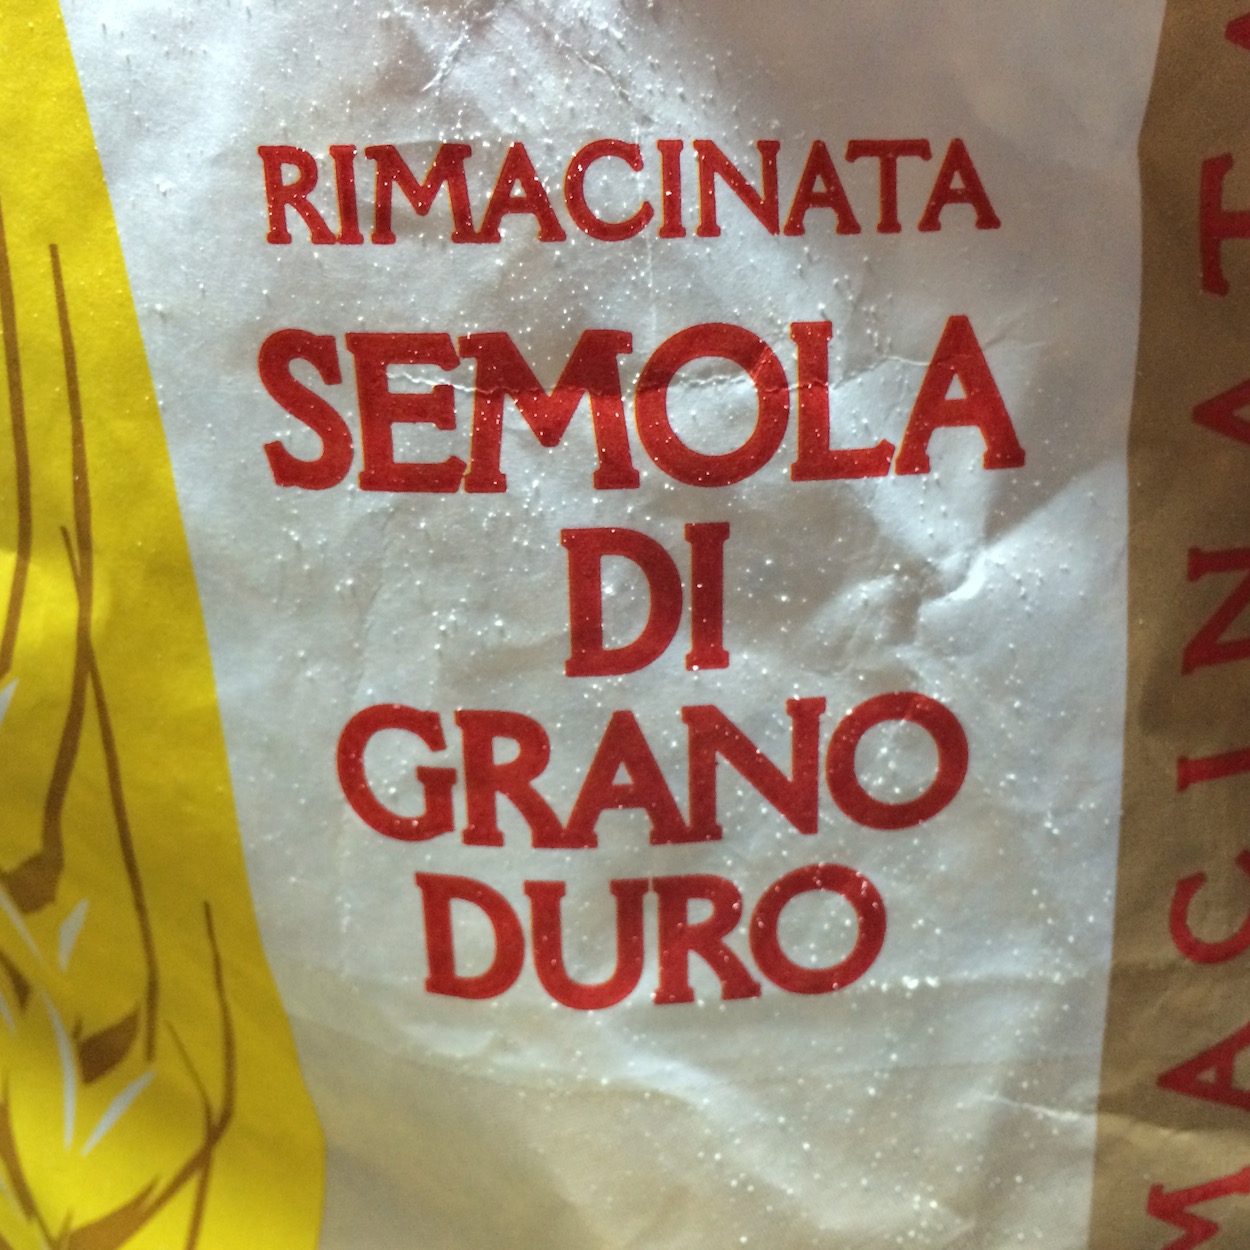 RIMACINATA
SEMOLA
DI
GRANO
DURO